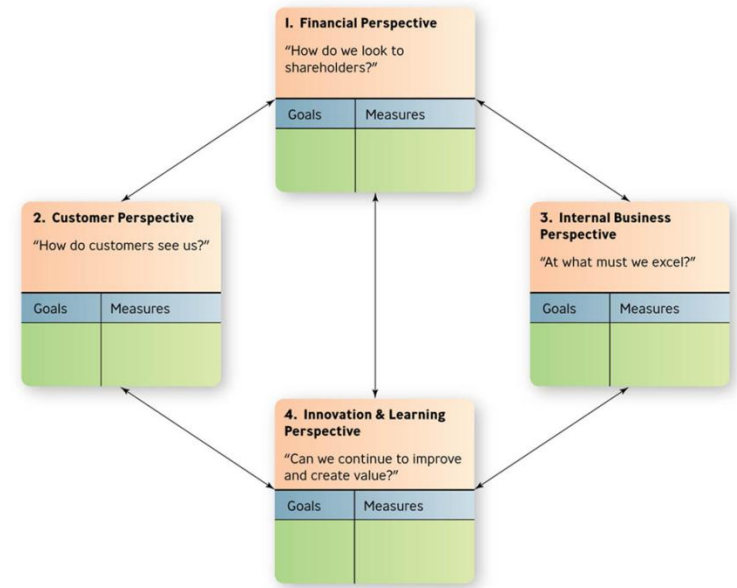 1. Financial Perspective
"How do we look to
shareholders?"
Goals Measures
2. Customer Perspective
"How do customers see us?"
Goals Measures
3. Internal Business
Perspective
"At what must we excel?"
Goals Measures
4. Innovation & Learning
Perspective
"Can we continue to improve
and create value?"
Goals Measures